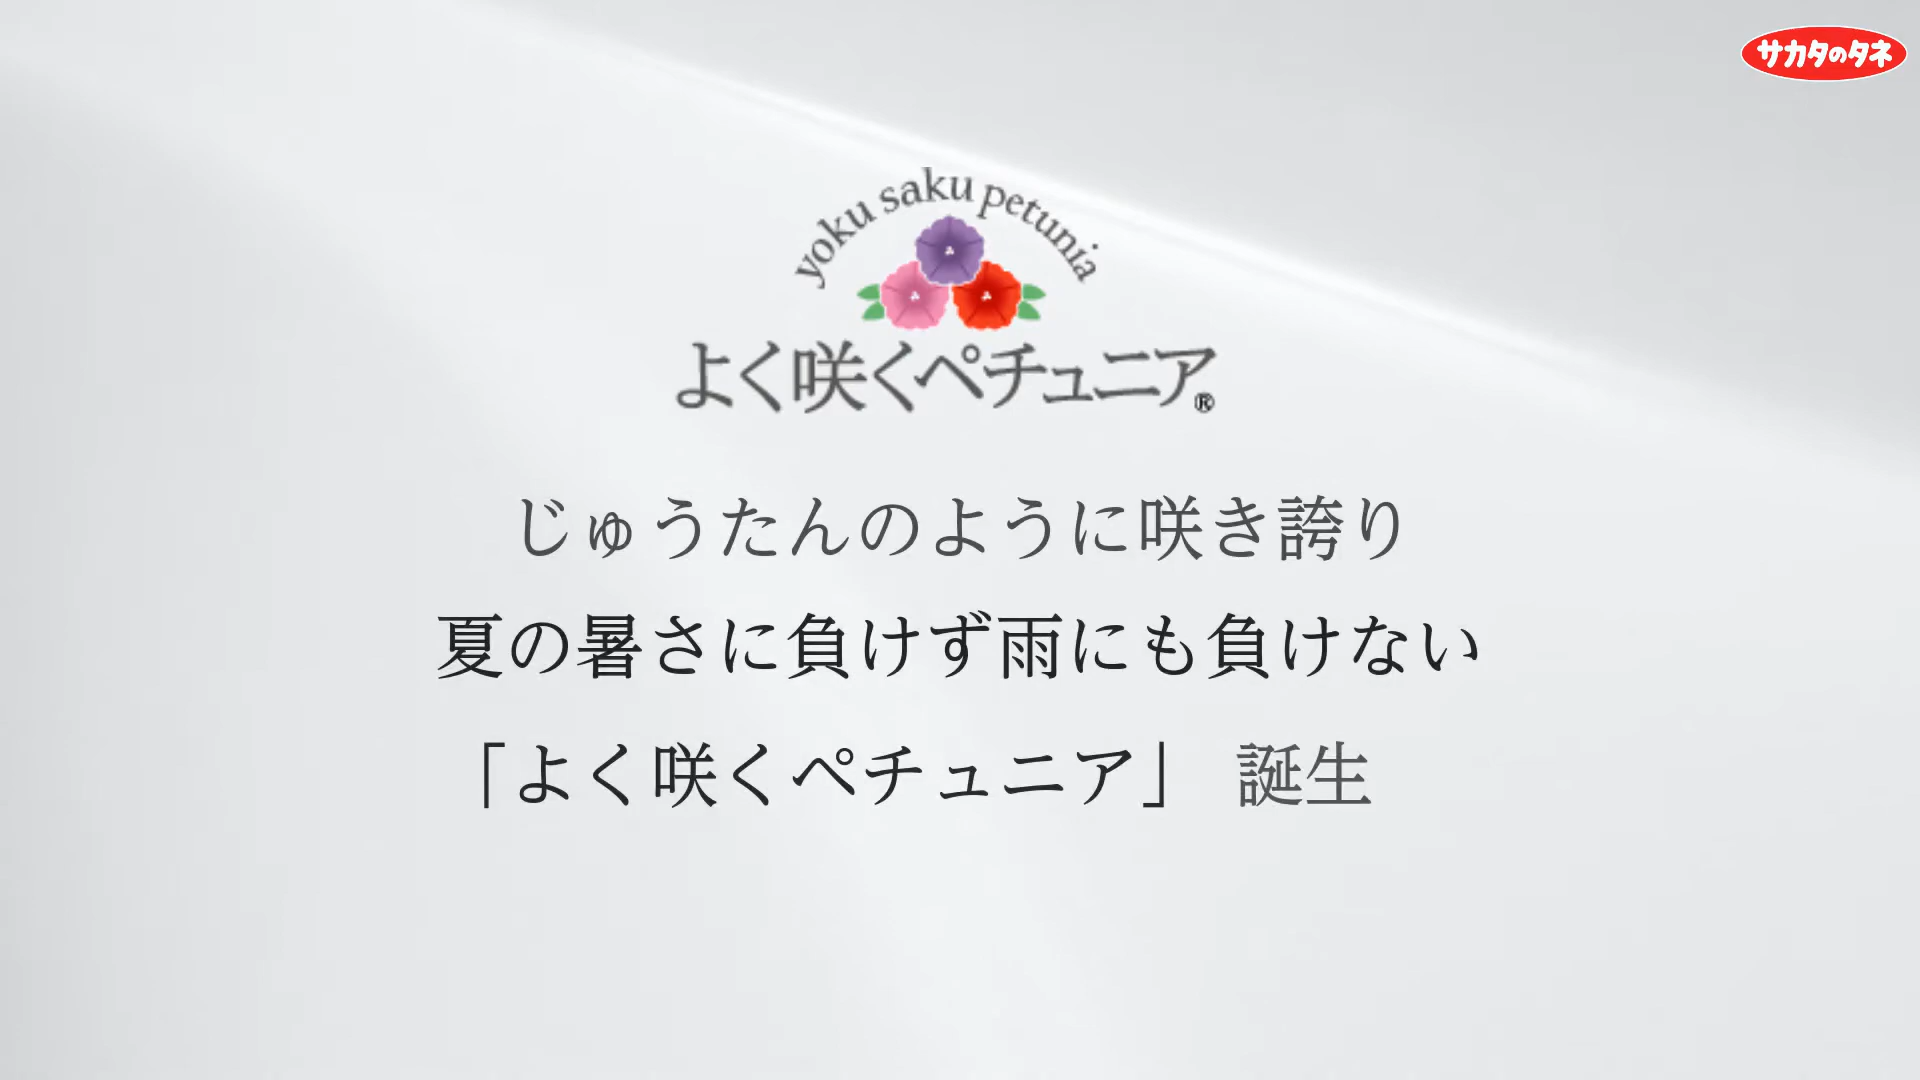 サカタのタネ
yoku saku petunia
よく咲くペチュニア®
じゅうたんのように咲き誇り
夏の暑さに負けず雨にも負けない
「よく咲くペチュニア」 誕生